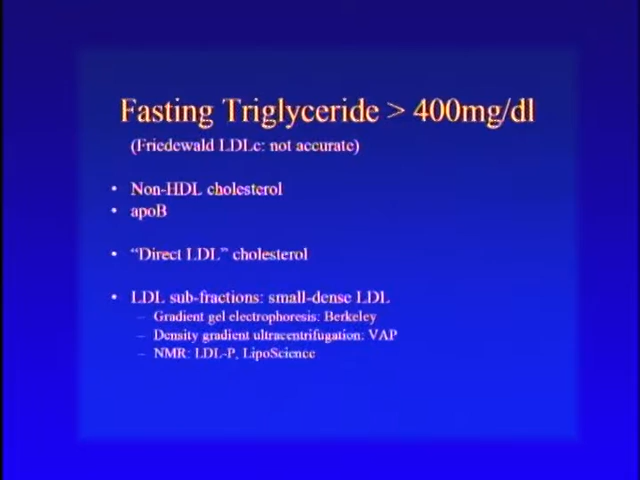 Fasting Triglyceride > 400mg/dl
(Friedewald LDLc: not accurate)
• Non-HDL cholesterol
• apoB
• “Direct LDL” cholesterol
• LDL sub-fractions: small-dense LDL
– Gradient gel electrophoresis: Berkeley
– Density gradient ultracentrifugation: VAP
– NMR: LDL-P, LipoScience